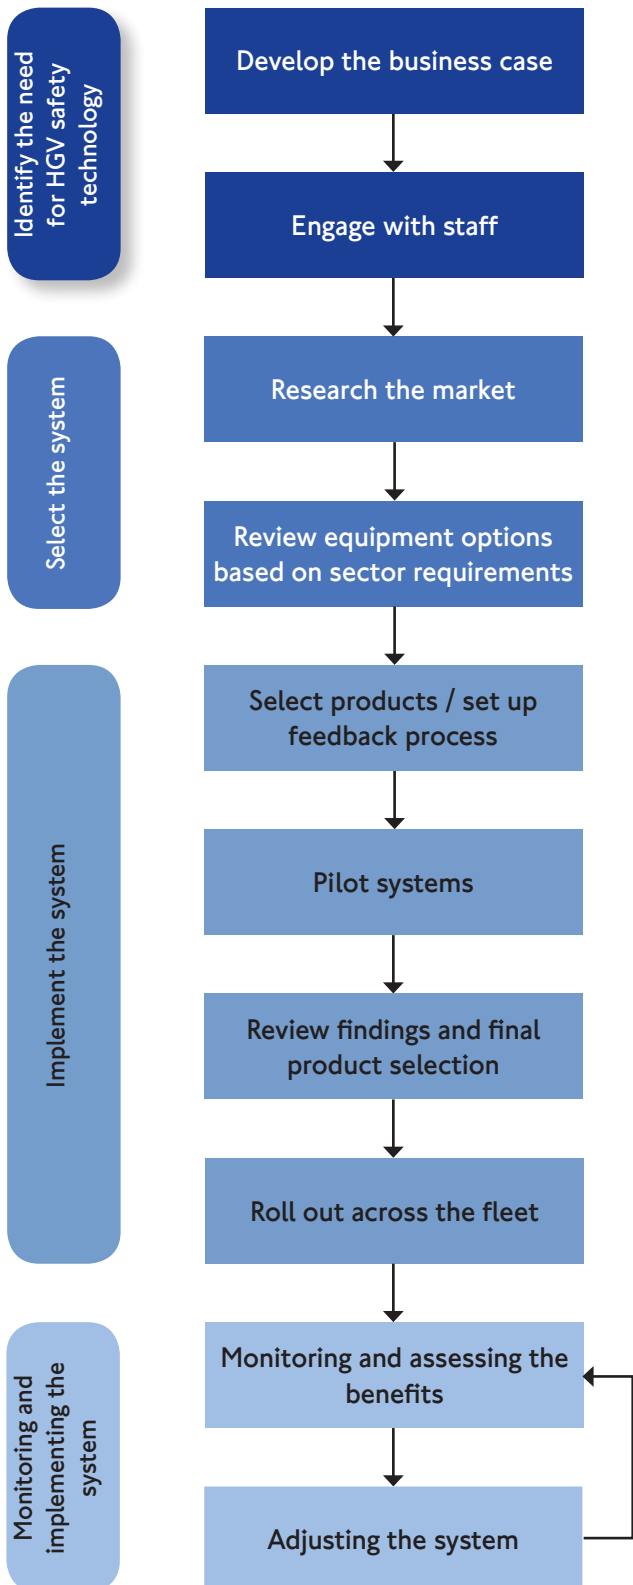 Identify the need
for HGV safety
technology
Develop the business case
Engage with staff
Select the system
Research the market
Review equipment options
based on sector requirements
Implement the system
Select products / set up
feedback process
Pilot systems
Review findings and final
product selection
Roll out across the fleet
Monitoring and
implementing the
system
Monitoring and assessing the
benefits
Adjusting the system